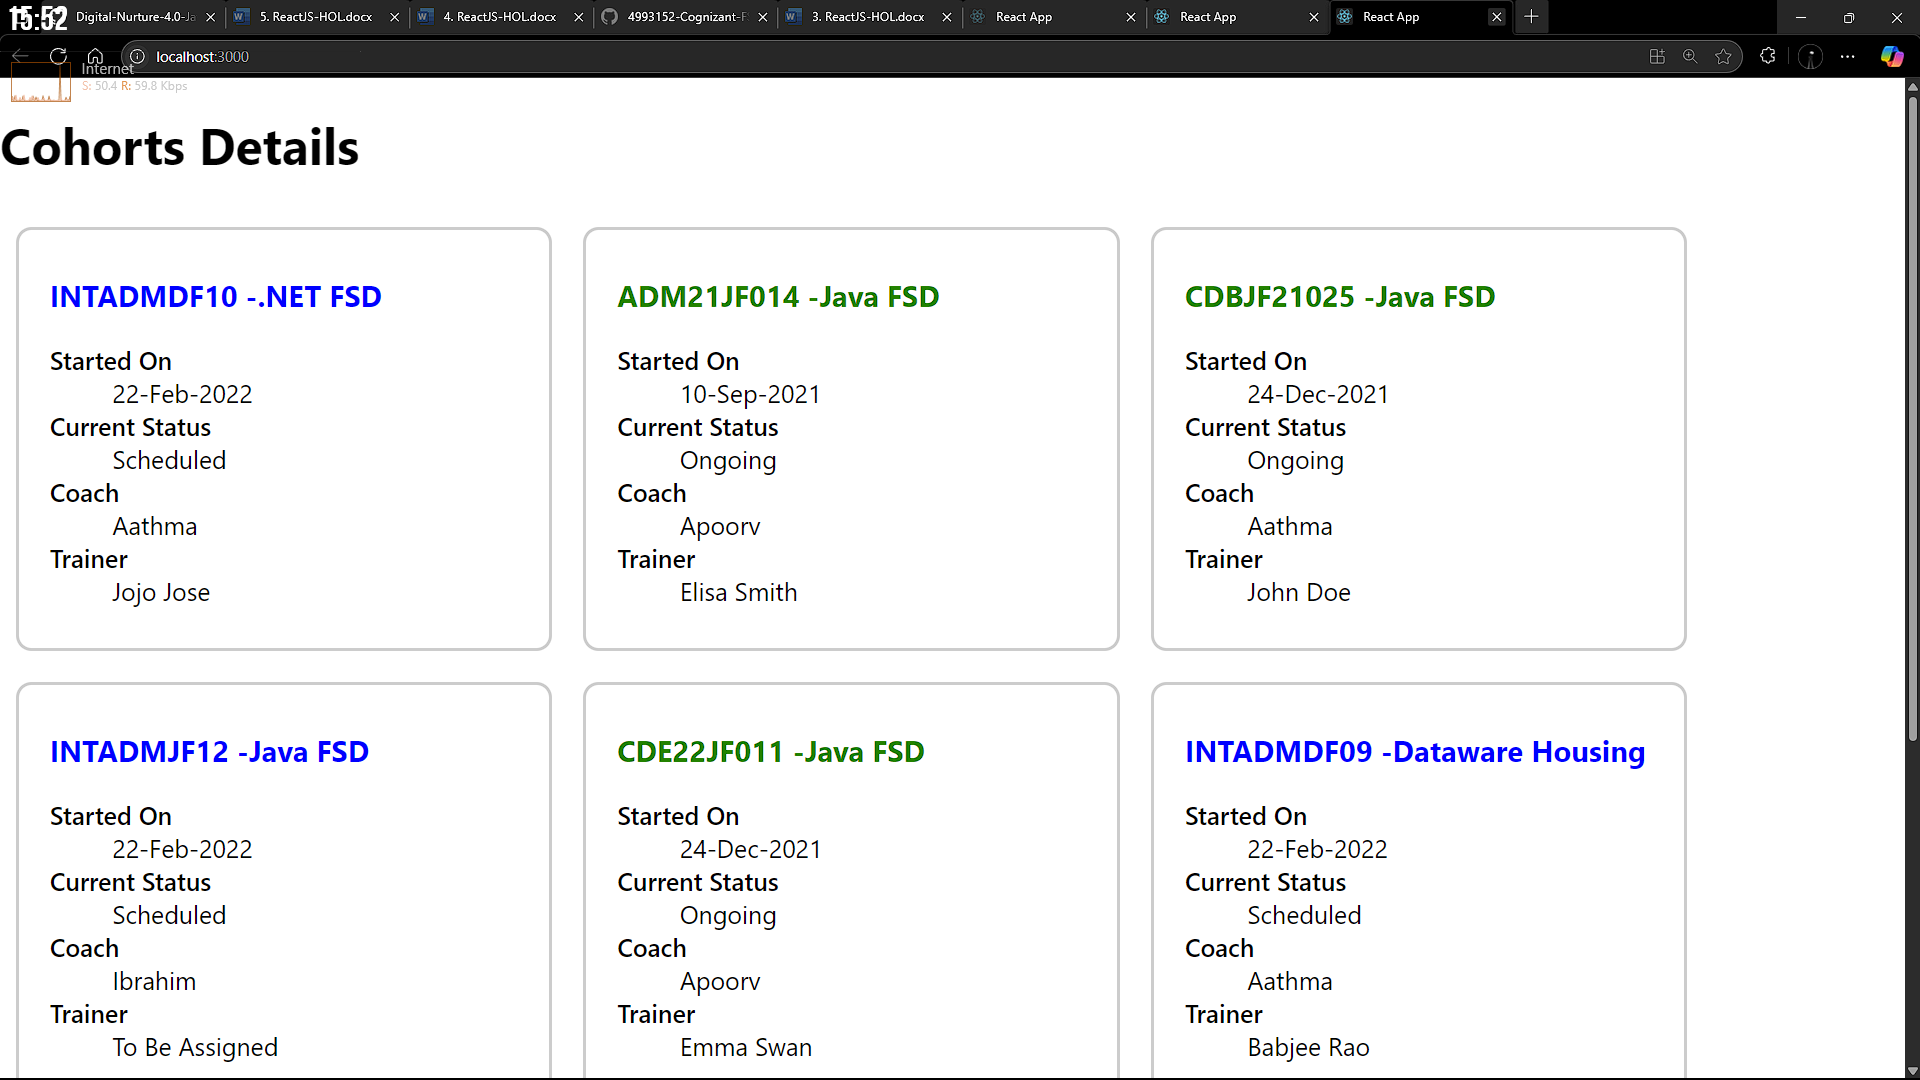 15:52
Digital-Nurture-4.0-Ja
5. ReactJS-HOL.docx
4. ReactJS-HOL.docx
4993152-Cognizant-F
3. ReactJS-HOL.docx
React App
React App
React App
localhost:3000
Internet
S: 50.4 R: 59.8 Kbps
Cohorts Details
INTADMDF10 -.NET FSD
Started On
22-Feb-2022
Current Status
Scheduled
Coach
Aathma
Trainer
Jojo Jose
ADM21JF014 -Java FSD
Started On
10-Sep-2021
Current Status
Ongoing
Coach
Apoorv
Trainer
Elisa Smith
CDBJF21025 -Java FSD
Started On
24-Dec-2021
Current Status
Ongoing
Coach
Aathma
Trainer
John Doe
INTADMJF12 -Java FSD
Started On
22-Feb-2022
Current Status
Scheduled
Coach
Ibrahim
Trainer
To Be Assigned
CDE22JF011 -Java FSD
Started On
24-Dec-2021
Current Status
Ongoing
Coach
Apoorv
Trainer
Emma Swan
INTADMDF09 -Dataware Housing
Started On
22-Feb-2022
Current Status
Scheduled
Coach
Aathma
Trainer
Babjee Rao